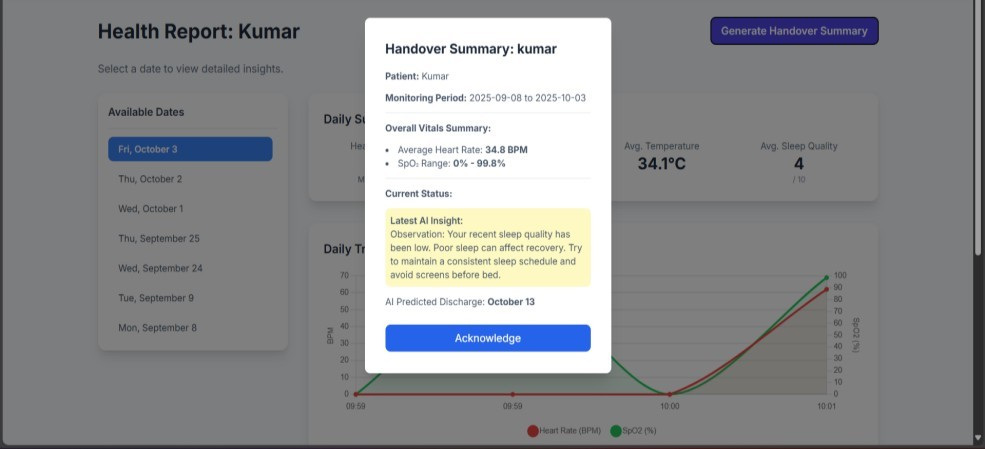 Health Report: Kumar
Generate Handover Summary
Select a date to view detailed insights.
Available Dates
Fri, October 3
Thu, October 2
Wed, October 1
Thu, September 25
Wed, September 24
Tue, September 9
Mon, September 8
Daily Su
Hea
M
Avg. Temperature
34.1°C
Avg. Sleep Quality
4
/ 10
Handover Summary: kumar
Patient: Kumar
Monitoring Period: 2025-09-08 to 2025-10-03
Overall Vitals Summary:
• Average Heart Rate: 34.8 BPM
• SpO₂ Range: 0% - 99.8%
Current Status:
Latest AI Insight:
Observation: Your recent sleep quality has
been low. Poor sleep can affect recovery. Try
to maintain a consistent sleep schedule and
avoid screens before bed.
AI Predicted Discharge: October 13
Acknowledge
Daily Tr
70
60
50
40
30
20
10
0
BPM
100
90
80
70
60
50
40
30
20
10
0
SpO2 (%)
09:59
09:59
10:00
10:01
Heart Rate (BPM)
SpO2 (%)